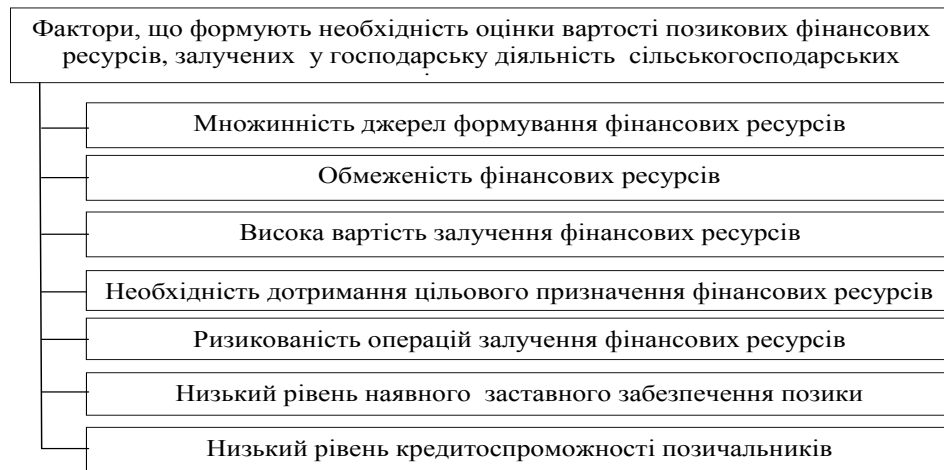 Фактори, що формують необхідність оцінки вартості позикових фінансових
ресурсів, залучених у господарську діяльність сільськогосподарських
Множинність джерел формування фінансових ресурсів
Обмеженість фінансових ресурсів
Висока вартість залучення фінансових ресурсів
Необхідність дотримання цільового призначення фінансових ресурсів
Ризикованість операцій залучення фінансових ресурсів
Низький рівень наявного заставного забезпечення позики
Низький рівень кредитоспроможності позичальників